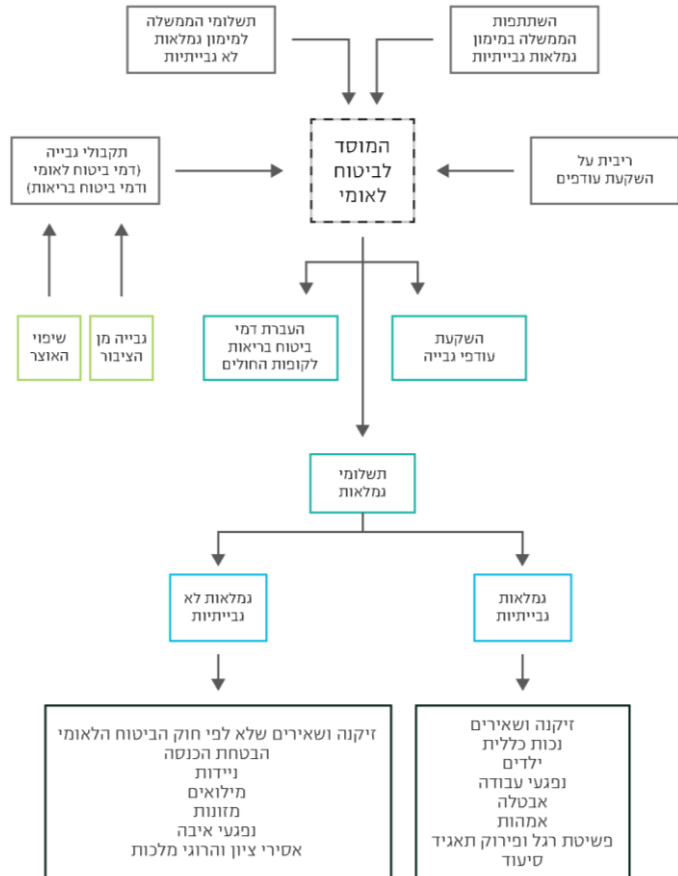 השתתפות
הממשלה במימון
גמלאות גבייתיות
תשלומי הממשלה
למימון גמלאות
לא גבייתיות
המוסד
לביטוח
לאומי
ריבית על
השקעת עודפים
תקבולי גבייה
(דמי ביטוח לאומי
ודמי ביטוח בריאות)
גבייה מן
הציבור
שיפוי
האוצר
השקעת
עודפי גבייה
העברת דמי
ביטוח בריאות
לקופות החולים
תשלומי
גמלאות
גמלאות
גבייתיות
גמלאות לא
גבייתיות
זיקנה ושאירים
נכות כללית
ילדים
נפגעי עבודה
אבטלה
אמהות
פשיטת רגל ופירוק תאגיד
סיעוד
זיקנה ושאירים שלא לפי חוק הביטוח הלאומי
הבטחת הכנסה
ניידות
מילואים
מזונות
נפגעי איבה
אסירי ציון והרוגי מלכות